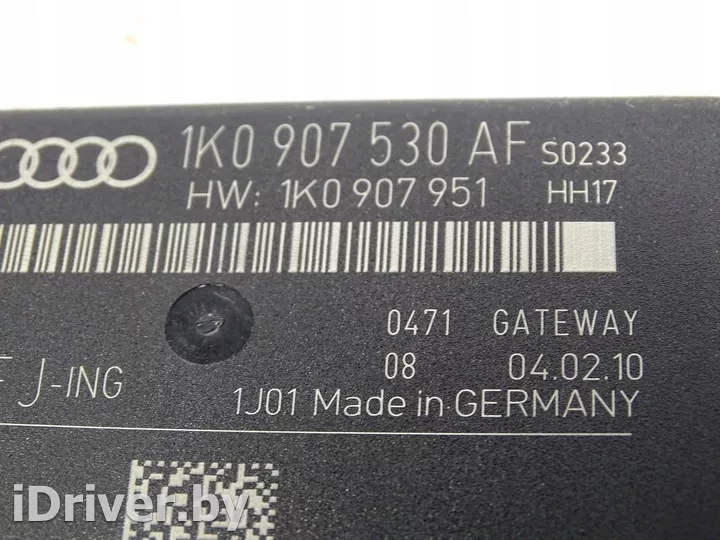 1K0 907 530 AF S0233
HW: 1K0 907 951 HH17
0471 GATEWAY
08 04.02.10
F J-ING
1J01 Made in GERMANY
iDriver.by